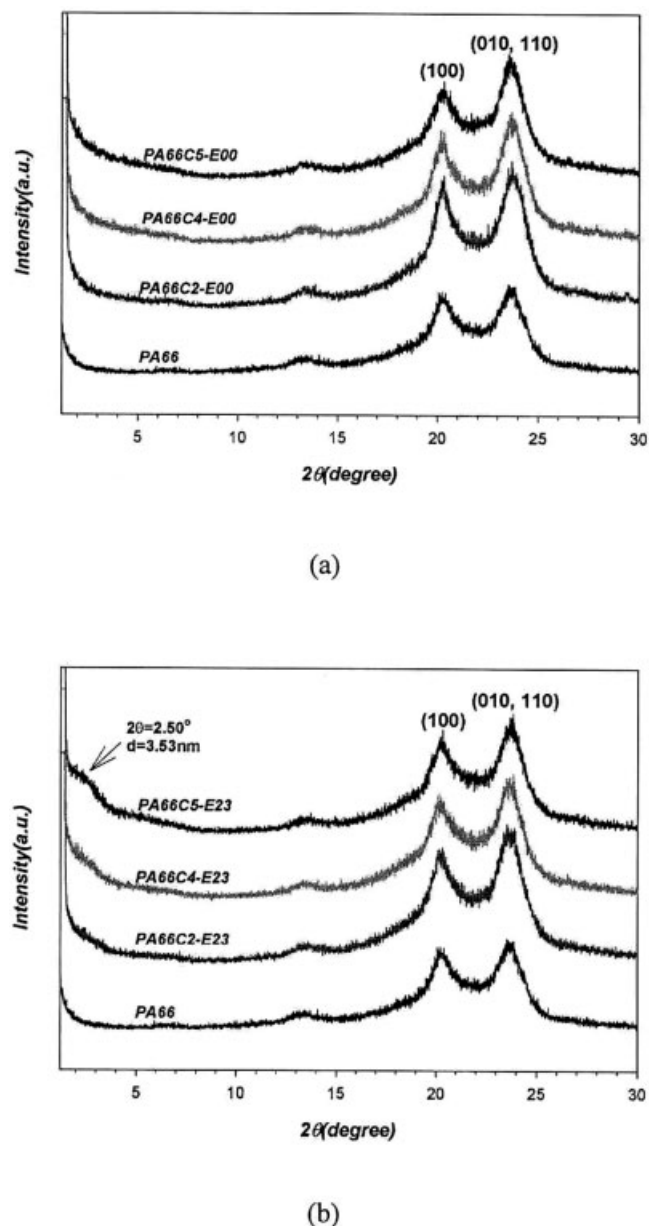 (010, 110)
(100)
PA66C5-E00
PA66C4-E00
PA66C2-E00
PA66
Intensity(a.u.)
5 10 15 20 25 30
2θ(degree)
(a)
(010, 110)
(100)
2θ=2.50°
d=3.53nm
PA66C5-E23
PA66C4-E23
PA66C2-E23
PA66
Intensity(a.u.)
5 10 15 20 25 30
2θ(degree)
(b)